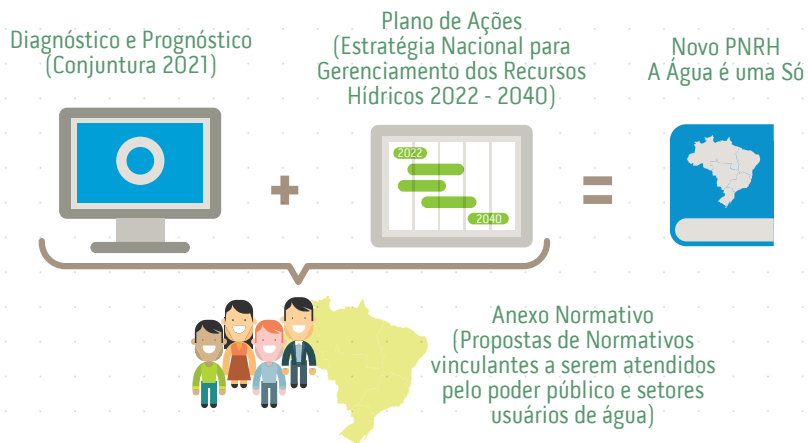 Diagnóstico e Prognóstico
(Conjuntura 2021)
Plano de Ações
(Estratégia Nacional para
Gerenciamento dos Recursos
Hídricos 2022 - 2040)
Novo PNRH
A Água é uma Só
2022
2040
+
=
Anexo Normativo
(Propostas de Normativos
vinculantes a serem atendidos
pelo poder público e setores
usuários de água)